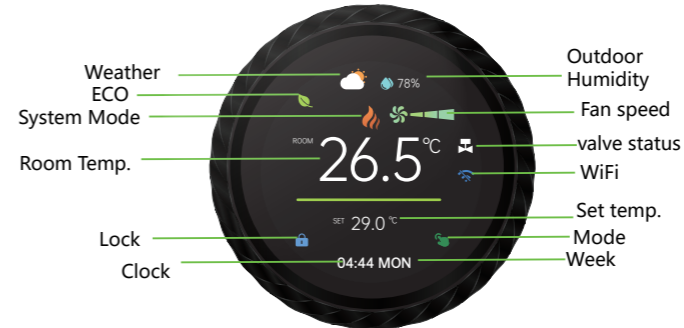 Weather
ECO
System Mode
Room Temp.
Lock
Clock
78%
ROOM
26.5°C
SET 29.0 °C
04:44 MON
Outdoor
Humidity
Fan speed
valve status
WiFi
Set temp.
Mode
Week